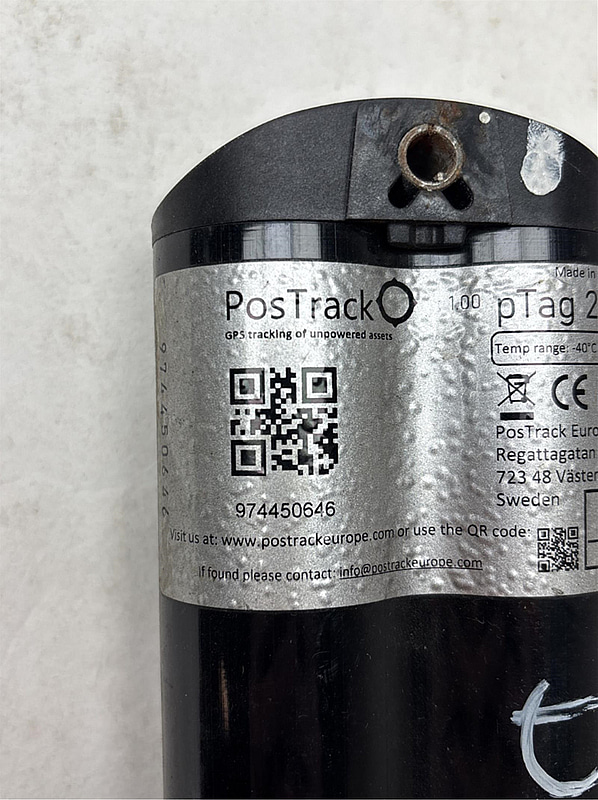 Made in
PosTrack
1.00
pTag 2
GPS tracking of unpowered assets
Temp range: -40°C
CE
974450646
PosTrack Euro
Regattagatan
723 48 Väster
Sweden
974450646
Visit us at: www.postrackeurope.com or use the QR code:
If found please contact: info@postrackeurope.com